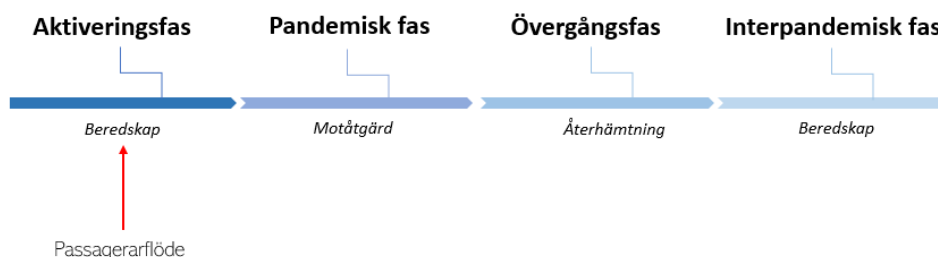 Aktiveringsfas Pandemisk fas Övergångsfas Interpandemisk fas
Beredskap Motåtgärd Återhämtning Beredskap
Passagerarflöde